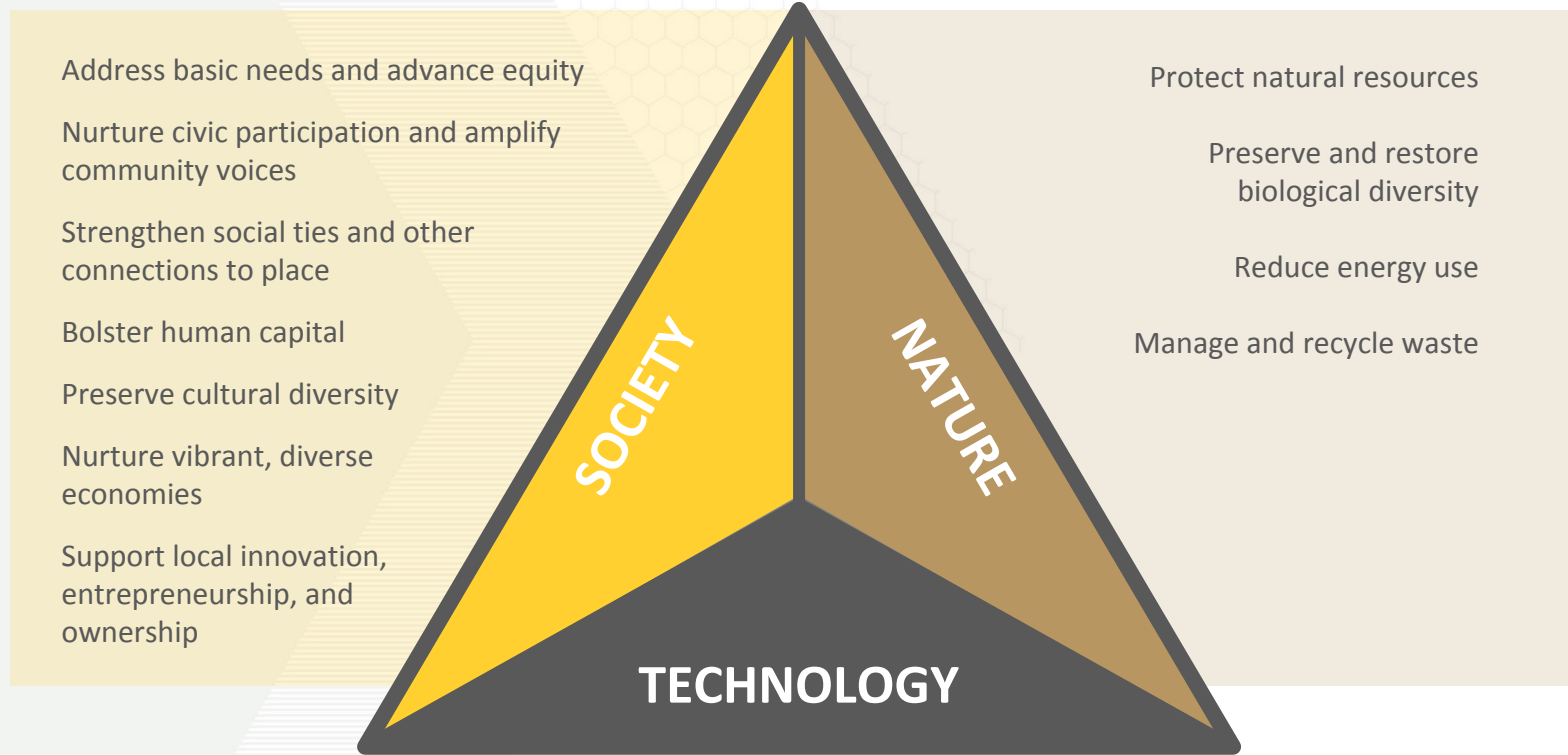 Address basic needs and advance equity
Nurture civic participation and amplify
community voices
Strengthen social ties and other
connections to place
Bolster human capital
Preserve cultural diversity
Nurture vibrant, diverse
economies
Support local innovation,
entrepreneurship, and
ownership
SOCIETY
NATURE
TECHNOLOGY
Protect natural resources
Preserve and restore
biological diversity
Reduce energy use
Manage and recycle waste